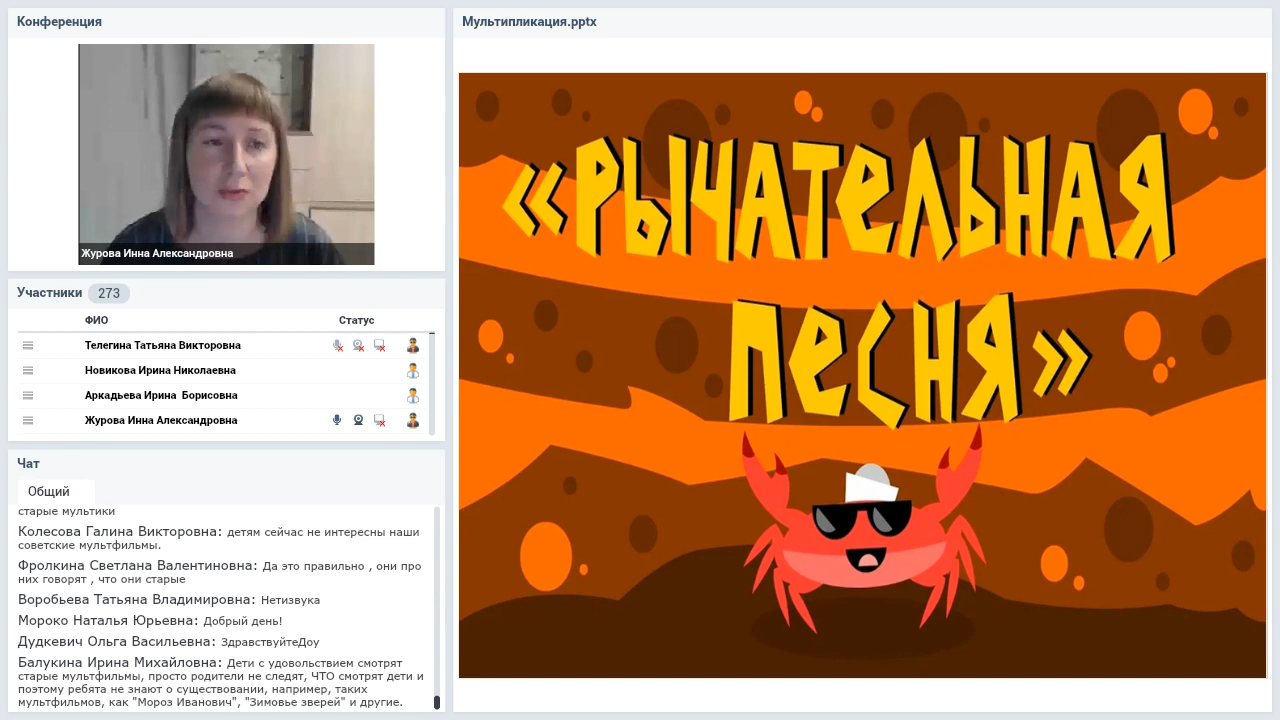 Конференция
Журова Инна Александровна
Участники 273
ФИО Статус
Телегина Татьяна Викторовна
Новикова Ирина Николаевна
Аркадьева Ирина Борисовна
Журова Инна Александровна
Чат
Общий
старые мультики
Колесова Галина Викторовна: детям сейчас не интересны наши
советские мультфильмы.
Фролкина Светлана Валентиновна: Да это правильно , они про
них говорят , что они старые
Воробьева Татьяна Владимировна: Нетизвука
Мороко Наталья Юрьевна: Добрый день!
Дудкевич Ольга Васильевна: ЗдравствуйтеДоу
Балукина Ирина Михайловна: Дети с удовольствием смотрят
старые мультфильмы, просто родители не следят, ЧТО смотрят дети и
поэтому ребята не знают о существовании, например, таких
мультфильмов, как "Мороз Иванович", "Зимовье зверей" и другие.
Мультипликация.pptx
«РЫЧАТЕЛЬНАЯ
ПЕСНЯ»